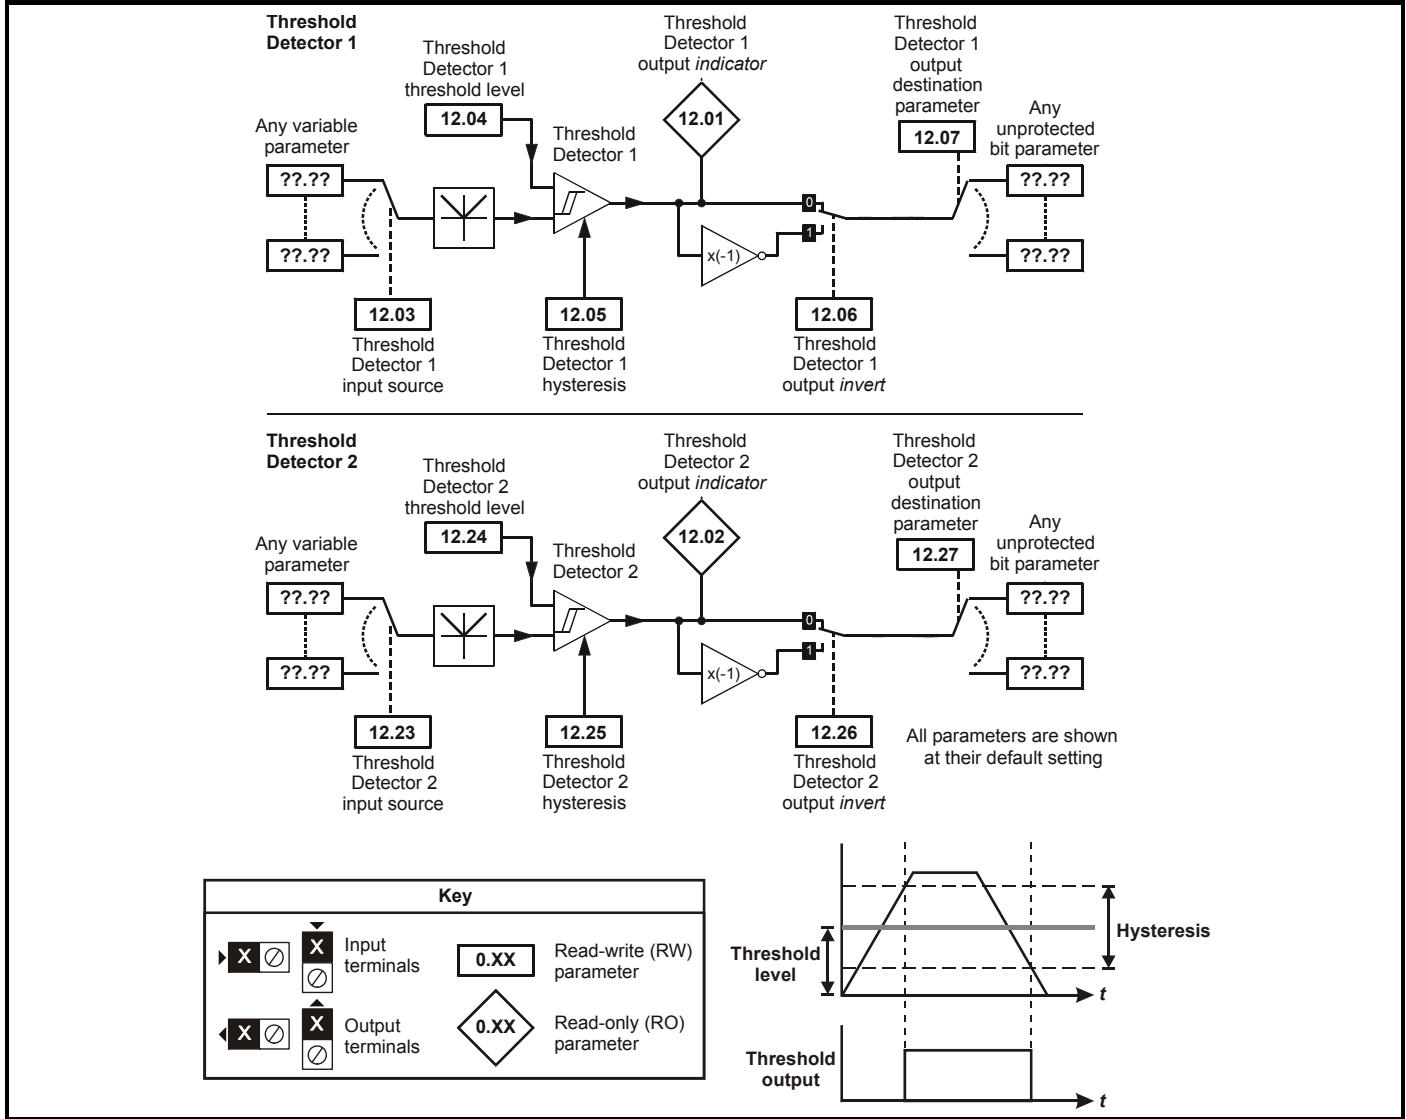 Threshold
Detector 1
Threshold
Detector 1
threshold level
12.04
Threshold
Detector 1
output indicator
12.01
Threshold
Detector 1
output
destination
parameter
12.07
Any variable
parameter
??.??
??.??
Threshold
Detector 1
Any
unprotected
bit parameter
??.??
??.??
0
1
x(-1)
12.03
Threshold
Detector 1
input source
12.05
Threshold
Detector 1
hysteresis
12.06
Threshold
Detector 1
output invert
Threshold
Detector 2
Threshold
Detector 2
threshold level
12.24
Threshold
Detector 2
output indicator
12.02
Threshold
Detector 2
output
destination
parameter
12.27
Any variable
parameter
??.??
??.??
Threshold
Detector 2
Any
unprotected
bit parameter
??.??
??.??
0
1
x(-1)
12.23
Threshold
Detector 2
input source
12.25
Threshold
Detector 2
hysteresis
12.26
Threshold
Detector 2
output invert
All parameters are shown
at their default setting
Key
X
X
Input
terminals
0.XX
Read-write (RW)
parameter
X
X
Output
terminals
0.XX
Read-only (RO)
parameter
Threshold
level
Hysteresis
t
Threshold
output
t